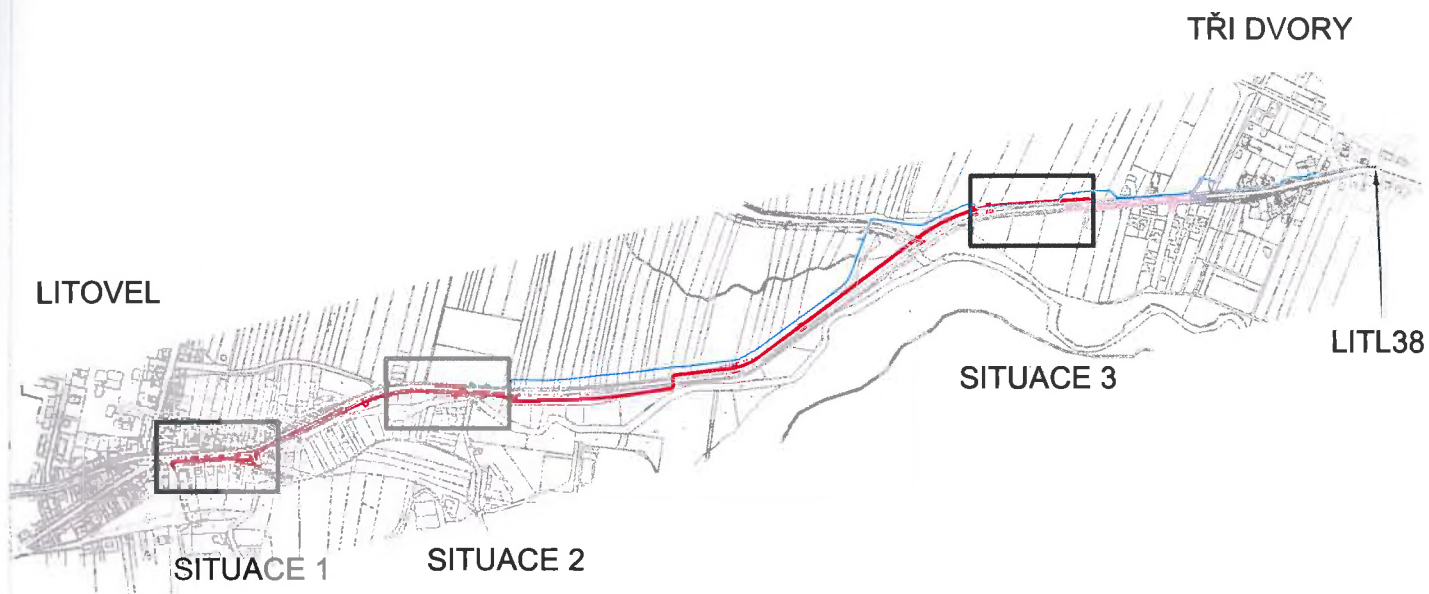 TŘI DVORY
LITOVEL
LITL38
SITUACE 3
SITUACE 2
SITUACE 1